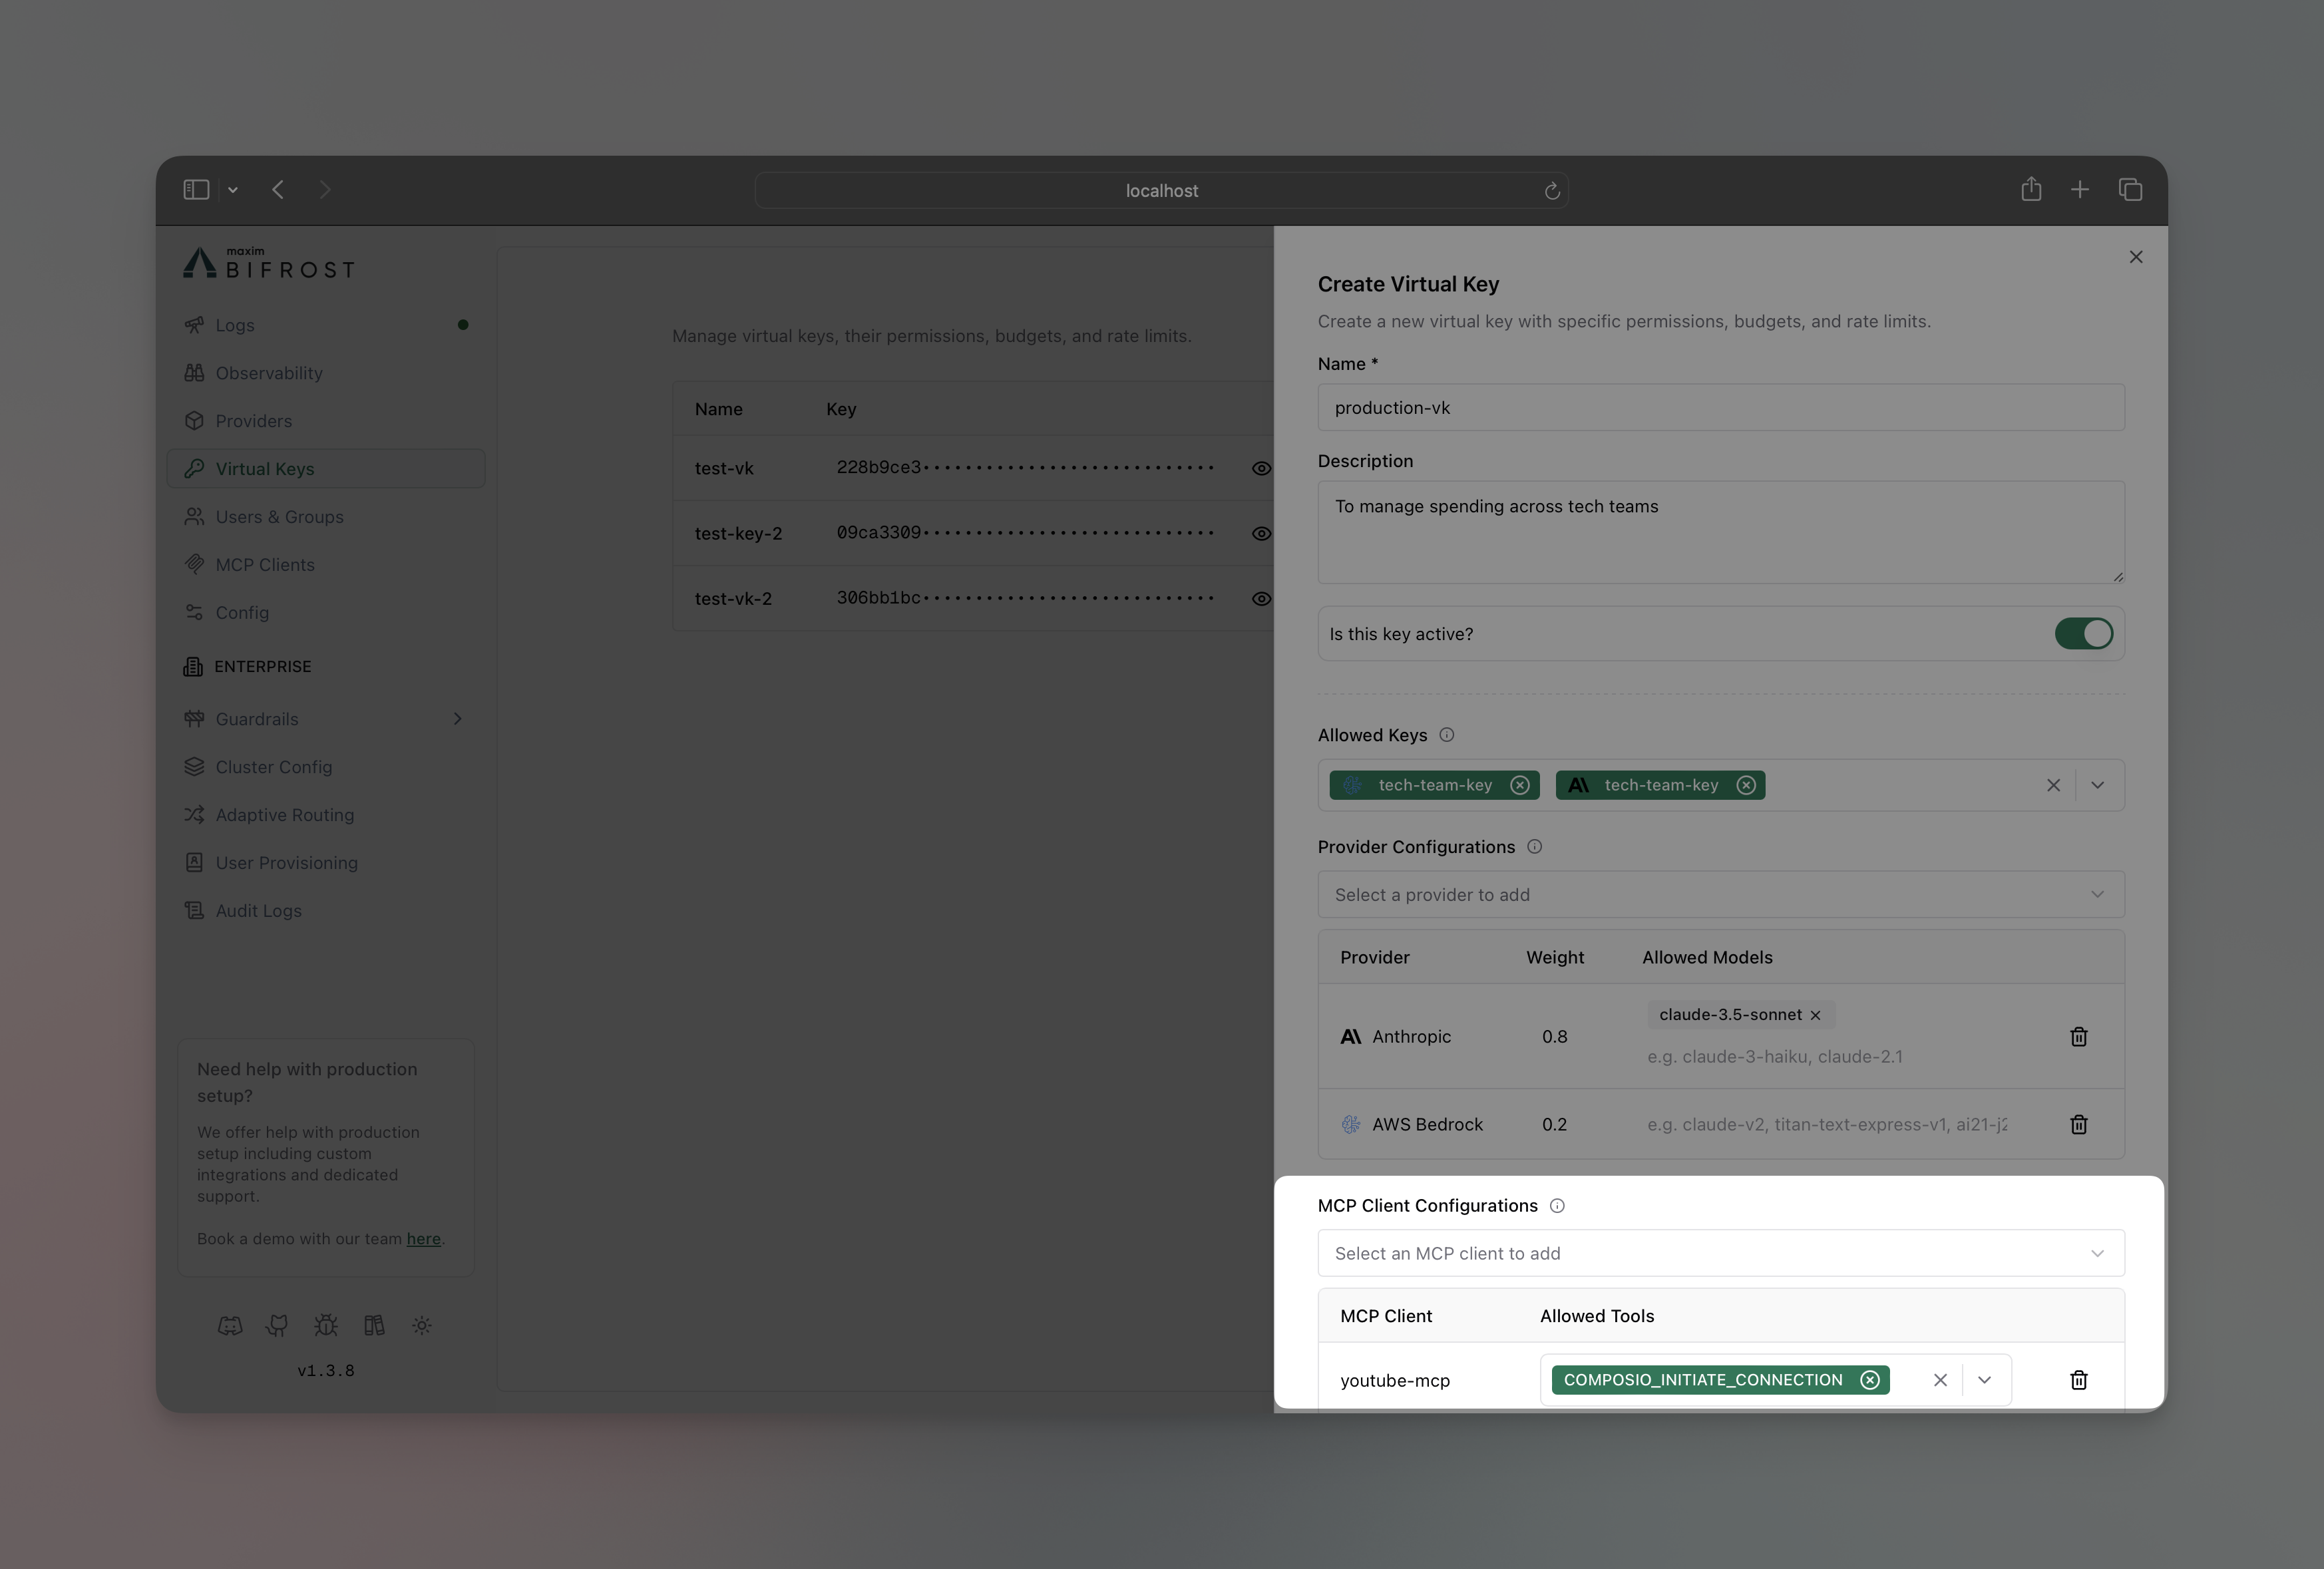 localhost
maxim
BIFROST
Logs
Observability
Providers
Virtual Keys
Users & Groups
MCP Clients
Config
ENTERPRISE
Guardrails
Cluster Config
Adaptive Routing
User Provisioning
Audit Logs
Need help with production
setup?
We offer help with production
setup including custom
integrations and dedicated
support.
Book a demo with our team here.
v1.3.8
Manage virtual keys, their permissions, budgets, and rate limits.
Name Key
test-vk 228b9ce3••••••••••••••••••••••••••••
test-key-2 09ca3309••••••••••••••••••••••••••••
test-vk-2 306bb1bc••••••••••••••••••••••••••••
Create Virtual Key
Create a new virtual key with specific permissions, budgets, and rate limits.
Name *
production-vk
Description
To manage spending across tech teams
Is this key active?
Allowed Keys
tech-team-key tech-team-key
Provider Configurations
Select a provider to add
Provider Weight Allowed Models
claude-3.5-sonnet
Anthropic 0.8
e.g. claude-3-haiku, claude-2.1
AWS Bedrock 0.2 e.g. claude-v2, titan-text-express-v1, ai21-j2
MCP Client Configurations
Select an MCP client to add
MCP Client Allowed Tools
youtube-mcp COMPOSIO_INITIATE_CONNECTION